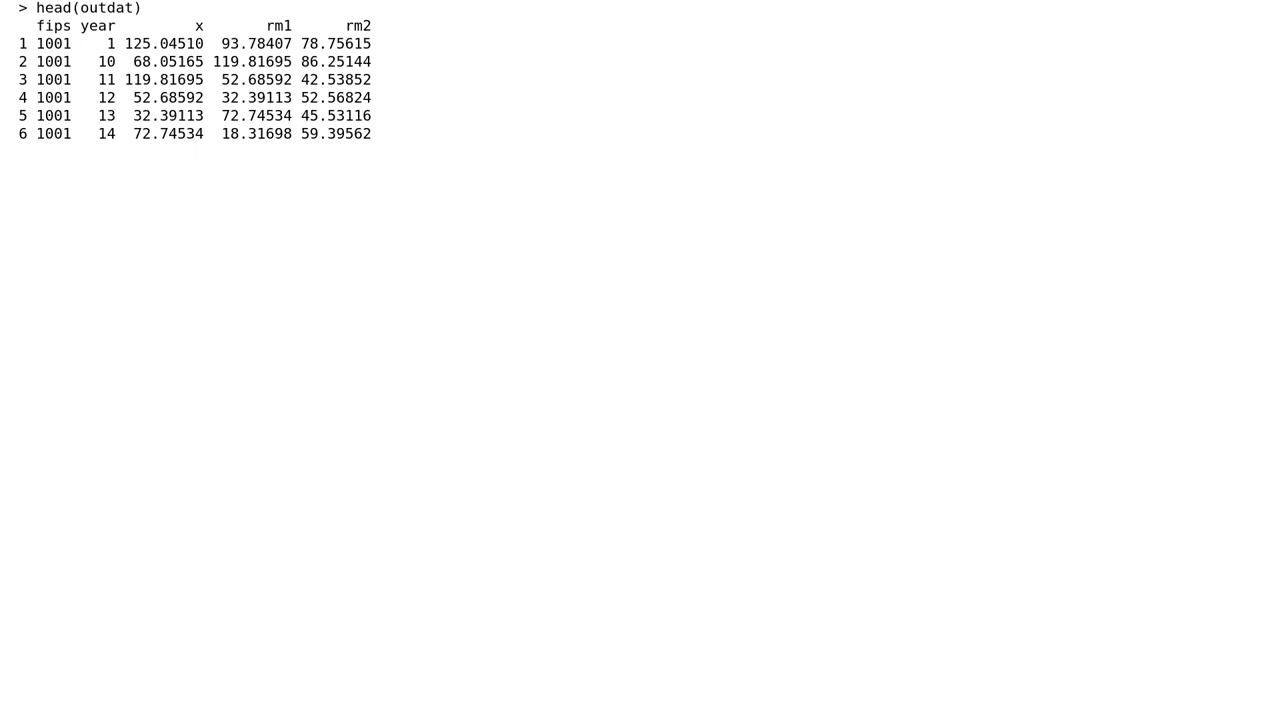 > head(outdat)
  fips year         x       rm1      rm2
1 1001    1 125.04510  93.78407 78.75615
2 1001   10  68.05165 119.81695 86.25144
3 1001   11 119.81695  52.68592 42.53852
4 1001   12  52.68592  32.39113 52.56824
5 1001   13  32.39113  72.74534 45.53116
6 1001   14  72.74534  18.31698 59.39562